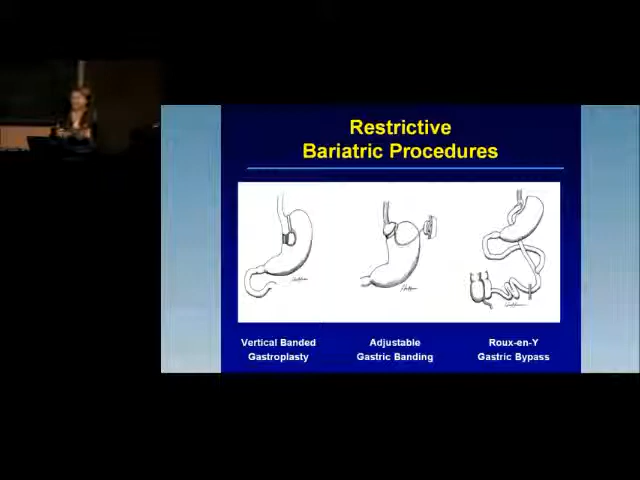 Restrictive
Bariatric Procedures
Vertical Banded
Gastroplasty
Adjustable
Gastric Banding
Roux-en-Y
Gastric Bypass